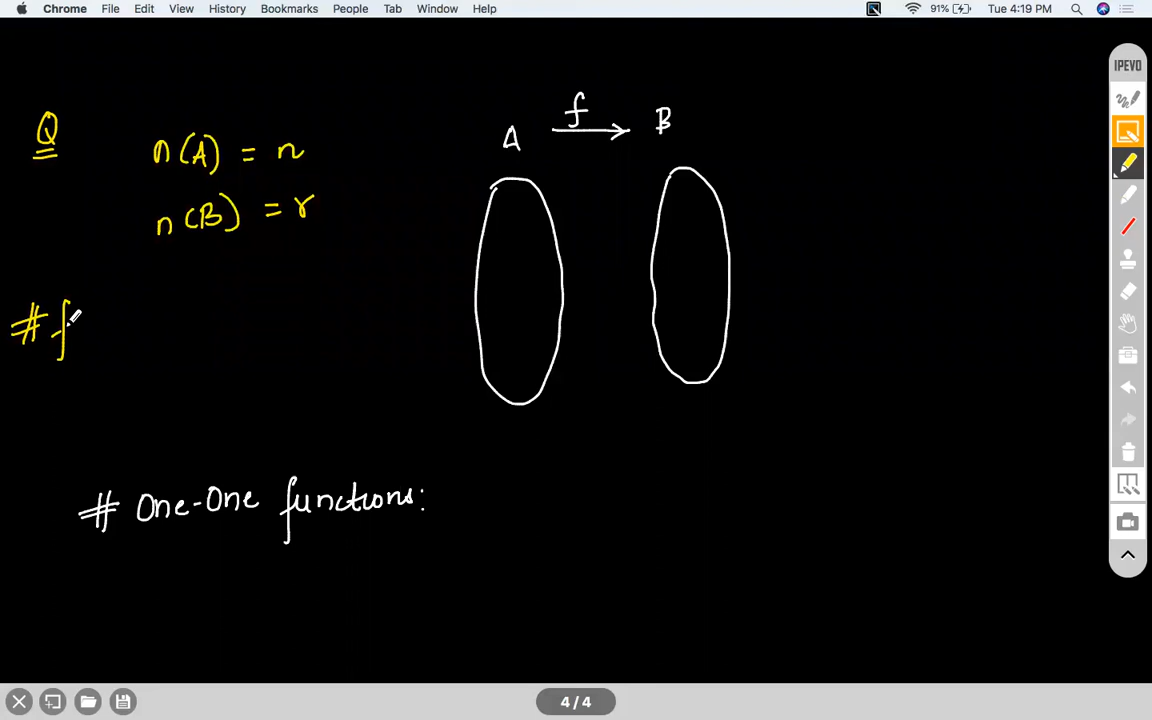 Chrome File Edit View History Bookmarks People Tab Window Help 91% Tue 4:19 PM
IPEVO
Q
n(A) = n
n(B) = r
A f B
# f
# One-One functions:
4 / 4